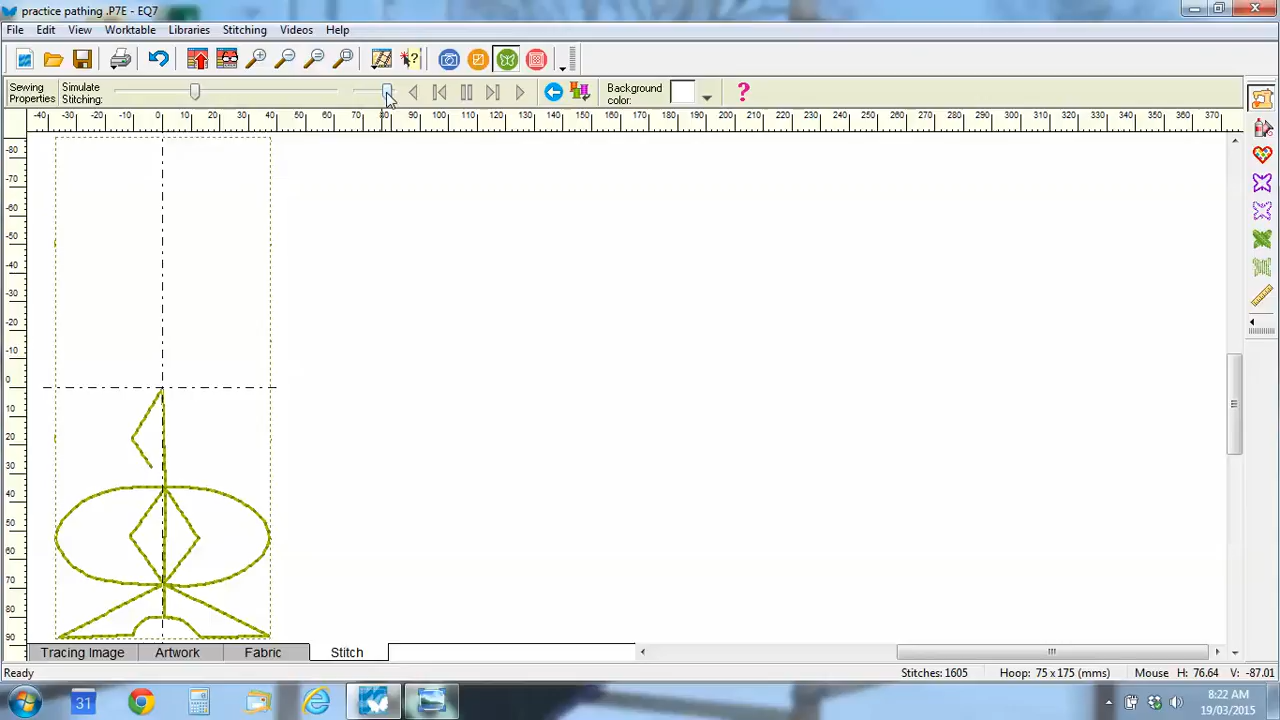 practice pathing .P7E - EQ7
File Edit View Worktable Libraries Stitching Videos Help
Sewing Properties Simulate Stitching: Background color: ?
-40 -30 -20 -10 0 10 20 30 40 50 60 70 80 90 100 110 120 130 140 150 160 170 180 190 200 210 220 230 240 250 260 270 280 290 300 310 320 330 340 350 360 370
-80
-70
-60
-50
-40
-30
-20
-10
0
10
20
30
40
50
60
70
80
90
Tracing Image Artwork Fabric Stitch
Ready Stitches: 1605 Hoop: 75 x 175 (mms) Mouse H: 76.64 V: -87.01
31 8:22 AM
19/03/2015